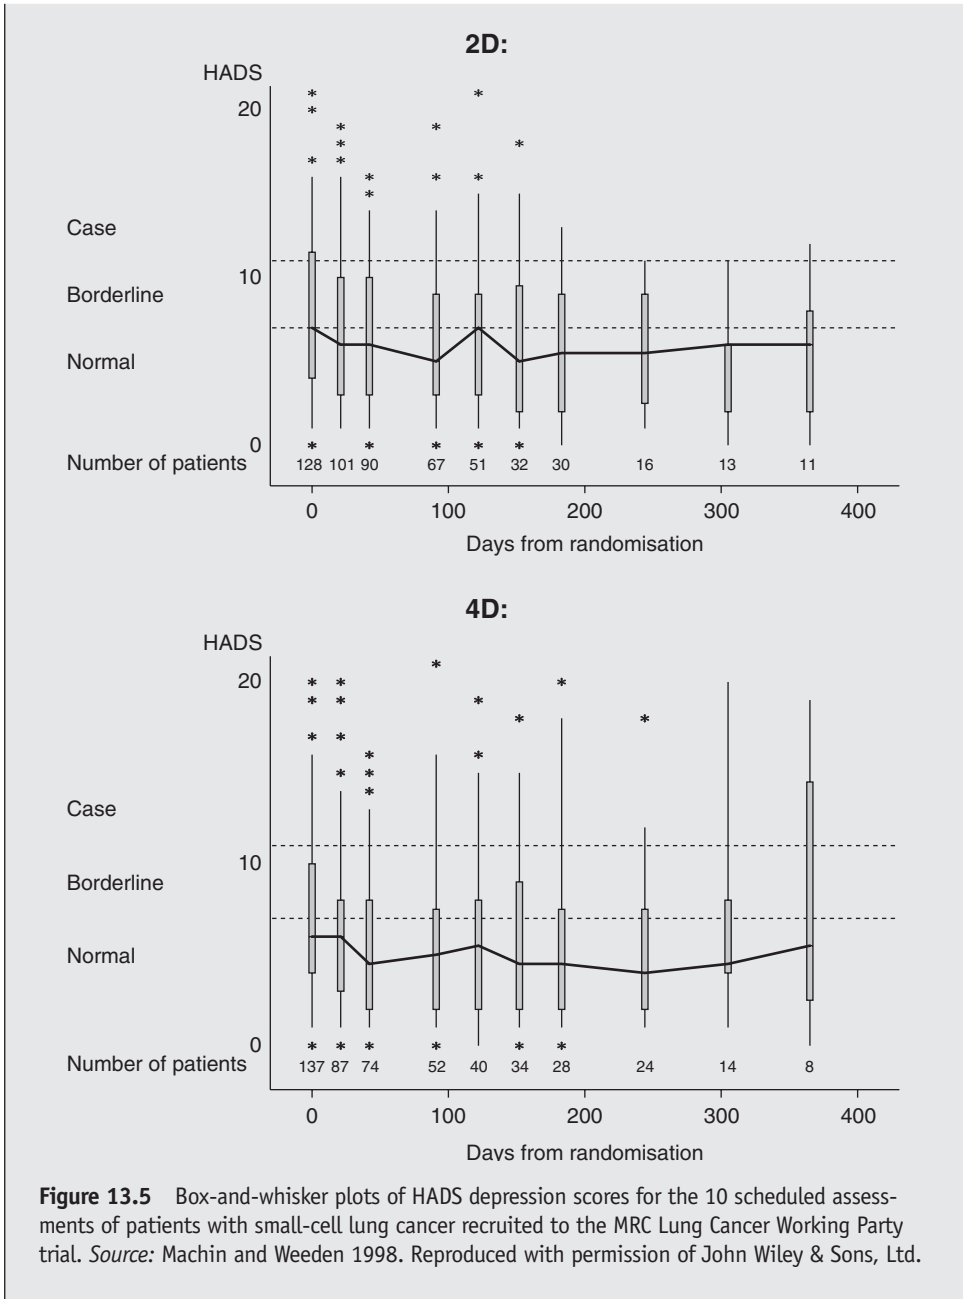 2D:
HADS
20
Case
10
Borderline
Normal
0
Number of patients 128 101 90 67 51 32 30 16 13 11
0 100 200 300 400
Days from randomisation
4D:
HADS
20
Case
10
Borderline
Normal
0
Number of patients 137 87 74 52 40 34 28 24 14 8
0 100 200 300 400
Days from randomisation
Figure 13.5 Box-and-whisker plots of HADS depression scores for the 10 scheduled assess-
ments of patients with small-cell lung cancer recruited to the MRC Lung Cancer Working Party
trial. Source: Machin and Weeden 1998. Reproduced with permission of John Wiley & Sons, Ltd.